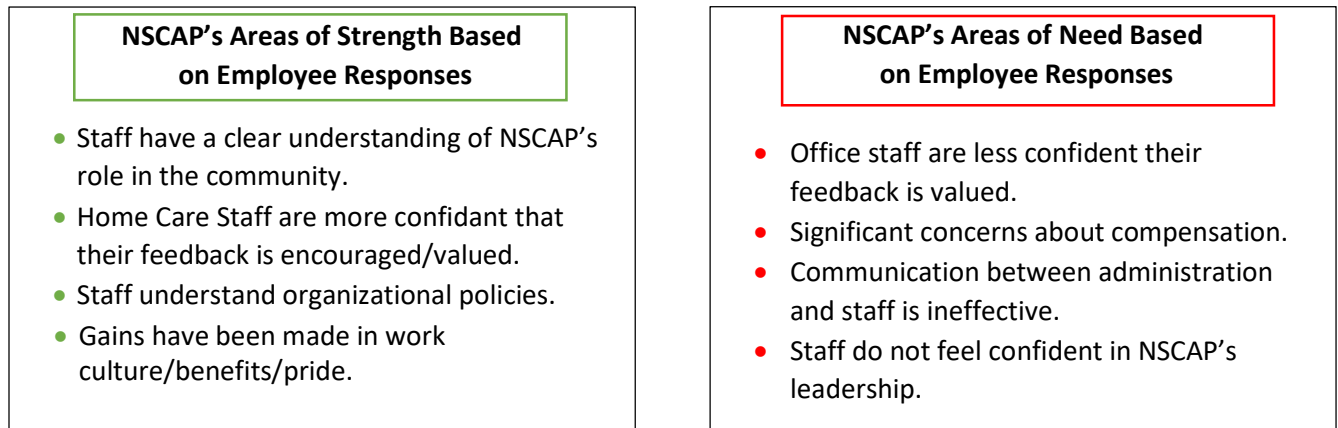 NSCAP’s Areas of Strength Based
on Employee Responses
• Staff have a clear understanding of NSCAP’s
role in the community.
• Home Care Staff are more confidant that
their feedback is encouraged/valued.
• Staff understand organizational policies.
• Gains have been made in work
culture/benefits/pride.
NSCAP’s Areas of Need Based
on Employee Responses
• Office staff are less confident their
feedback is valued.
• Significant concerns about compensation.
• Communication between administration
and staff is ineffective.
• Staff do not feel confident in NSCAP’s
leadership.